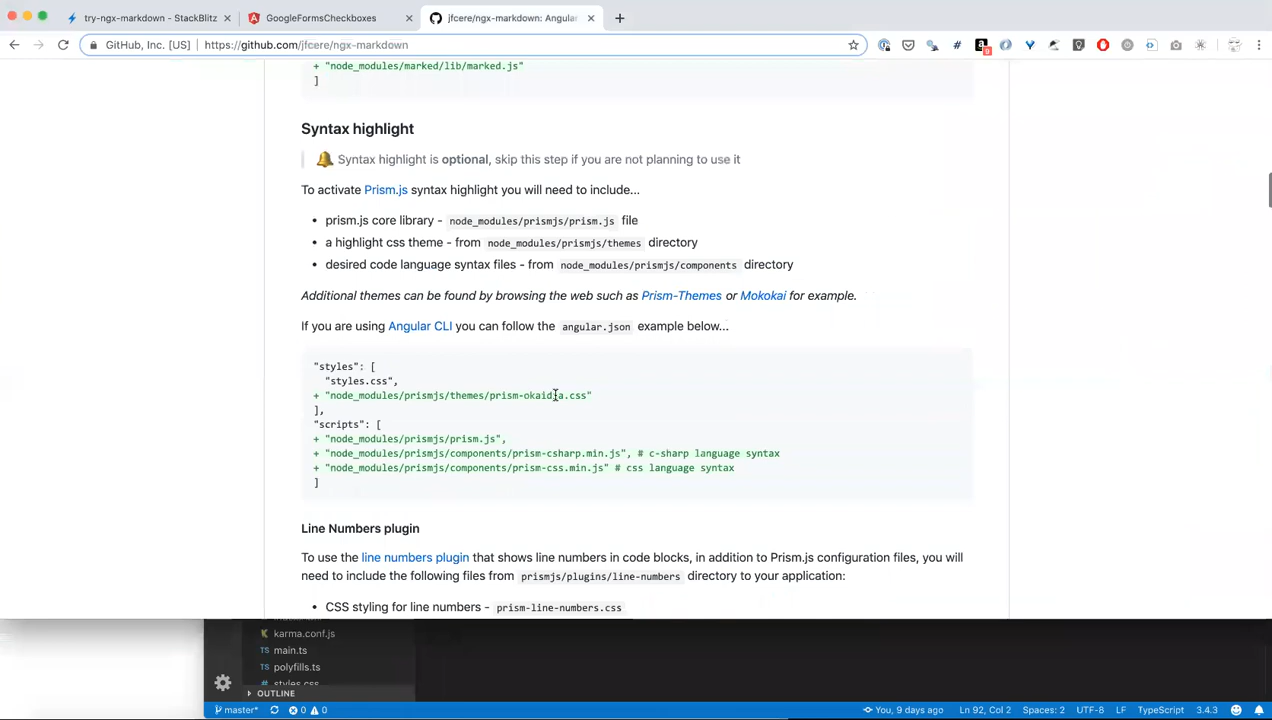 try-ngx-markdown - StackBlitz
GoogleFormsCheckboxes
jfcere/ngx-markdown: Angular
GitHub, Inc. [US]
https://github.com/jfcere/ngx-markdown
9
+ "node_modules/marked/lib/marked.js"
]
Syntax highlight
Syntax highlight is optional, skip this step if you are not planning to use it
To activate Prism.js syntax highlight you will need to include...
• prism.js core library - node_modules/prismjs/prism.js file
• a highlight css theme - from node_modules/prismjs/themes directory
• desired code language syntax files - from node_modules/prismjs/components directory
Additional themes can be found by browsing the web such as Prism-Themes or Mokokai for example.
If you are using Angular CLI you can follow the angular.json example below...
"styles": [
"styles.css",
+ "node_modules/prismjs/themes/prism-okaidia.css"
],
"scripts": [
+ "node_modules/prismjs/prism.js",
+ "node_modules/prismjs/components/prism-csharp.min.js", # c-sharp language syntax
+ "node_modules/prismjs/components/prism-css.min.js" # css language syntax
]
Line Numbers plugin
To use the line numbers plugin that shows line numbers in code blocks, in addition to Prism.js configuration files, you will
need to include the following files from prismjs/plugins/line-numbers directory to your application:
• CSS styling for line numbers - prism-line-numbers.css
karma.conf.js
TS main.ts
TS polyfills.ts
# styles.css
OUTLINE
master*
0
0
You, 9 days ago
Ln 92, Col 2
Spaces: 2
UTF-8
LF
TypeScript
3.4.3